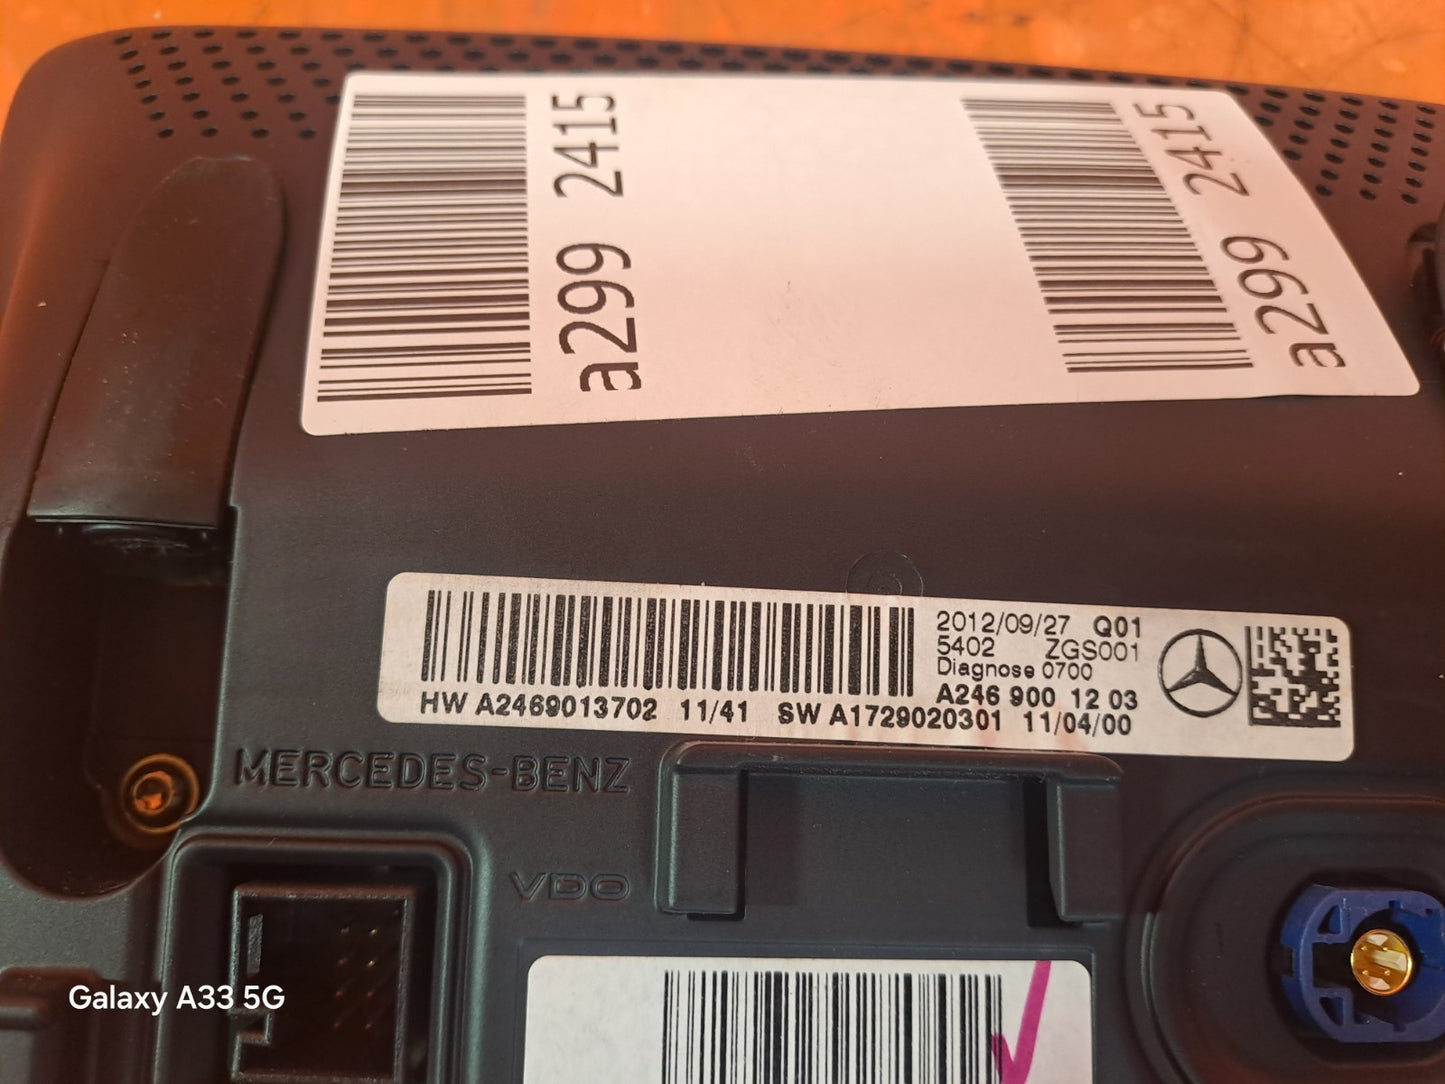 a299 2415
a299 2415
2012/09/27 Q01
5402 ZGS001
Diagnose 0700
A246 900 12 03
HW A2469013702 11/41 SW A1729020301 11/04/00
MERCEDES-BENZ
VDO
Galaxy A33 5G